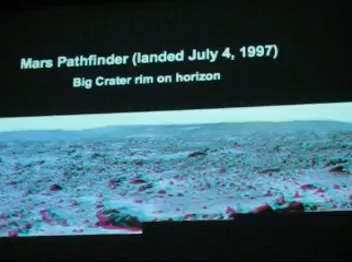 Mars Pathfinder (landed July 4, 1997)
Big Crater rim on horizon